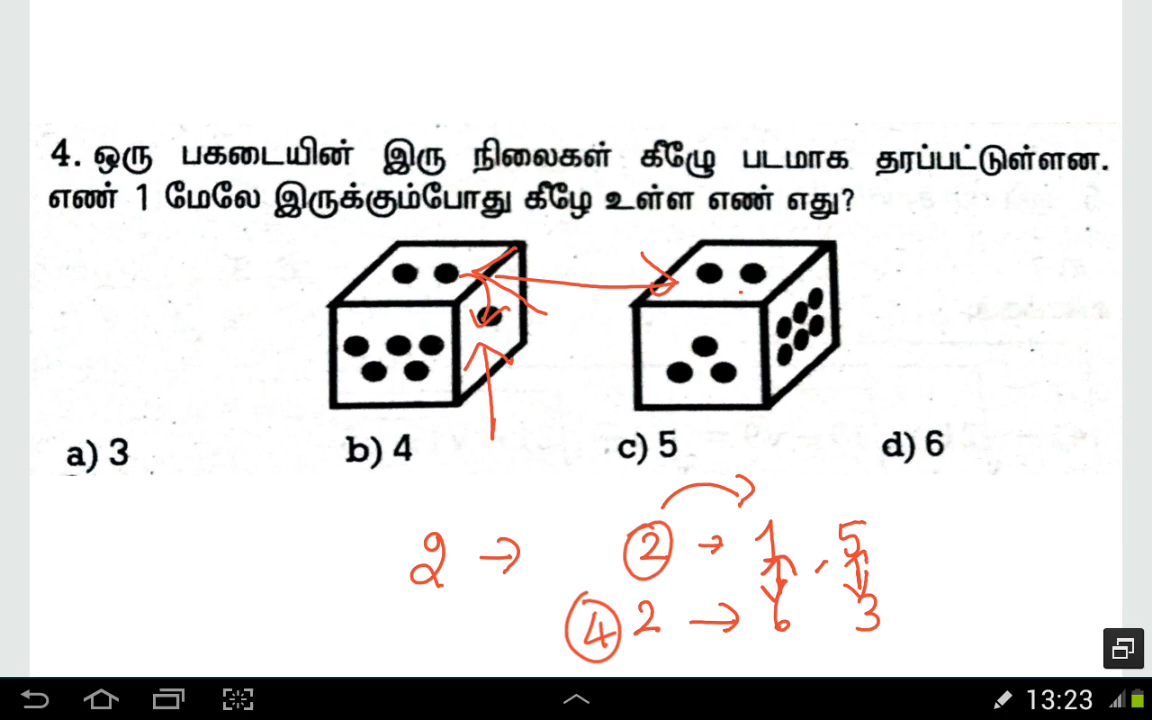 4. ஒரு பகடையின் இரு நிலைகள் கீழே படமாக தரப்பட்டுள்ளன.
எண் 1 மேலே இருக்கும்போது கீழே உள்ள எண் எது?
a) 3 b) 4 c) 5 d) 6
2 → 2 → 1 , 5
4 2 → 6 3
13:23